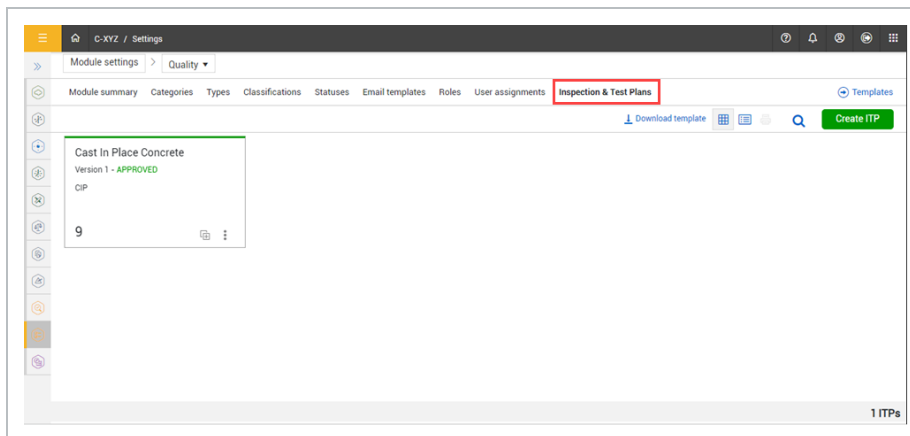 C-XYZ / Settings
Module settings > Quality ▾
Module summary Categories Types Classifications Statuses Email templates Roles User assignments Inspection & Test Plans Templates
Download template Create ITP
Cast In Place Concrete
Version 1 - APPROVED
CIP
9
1 ITPs